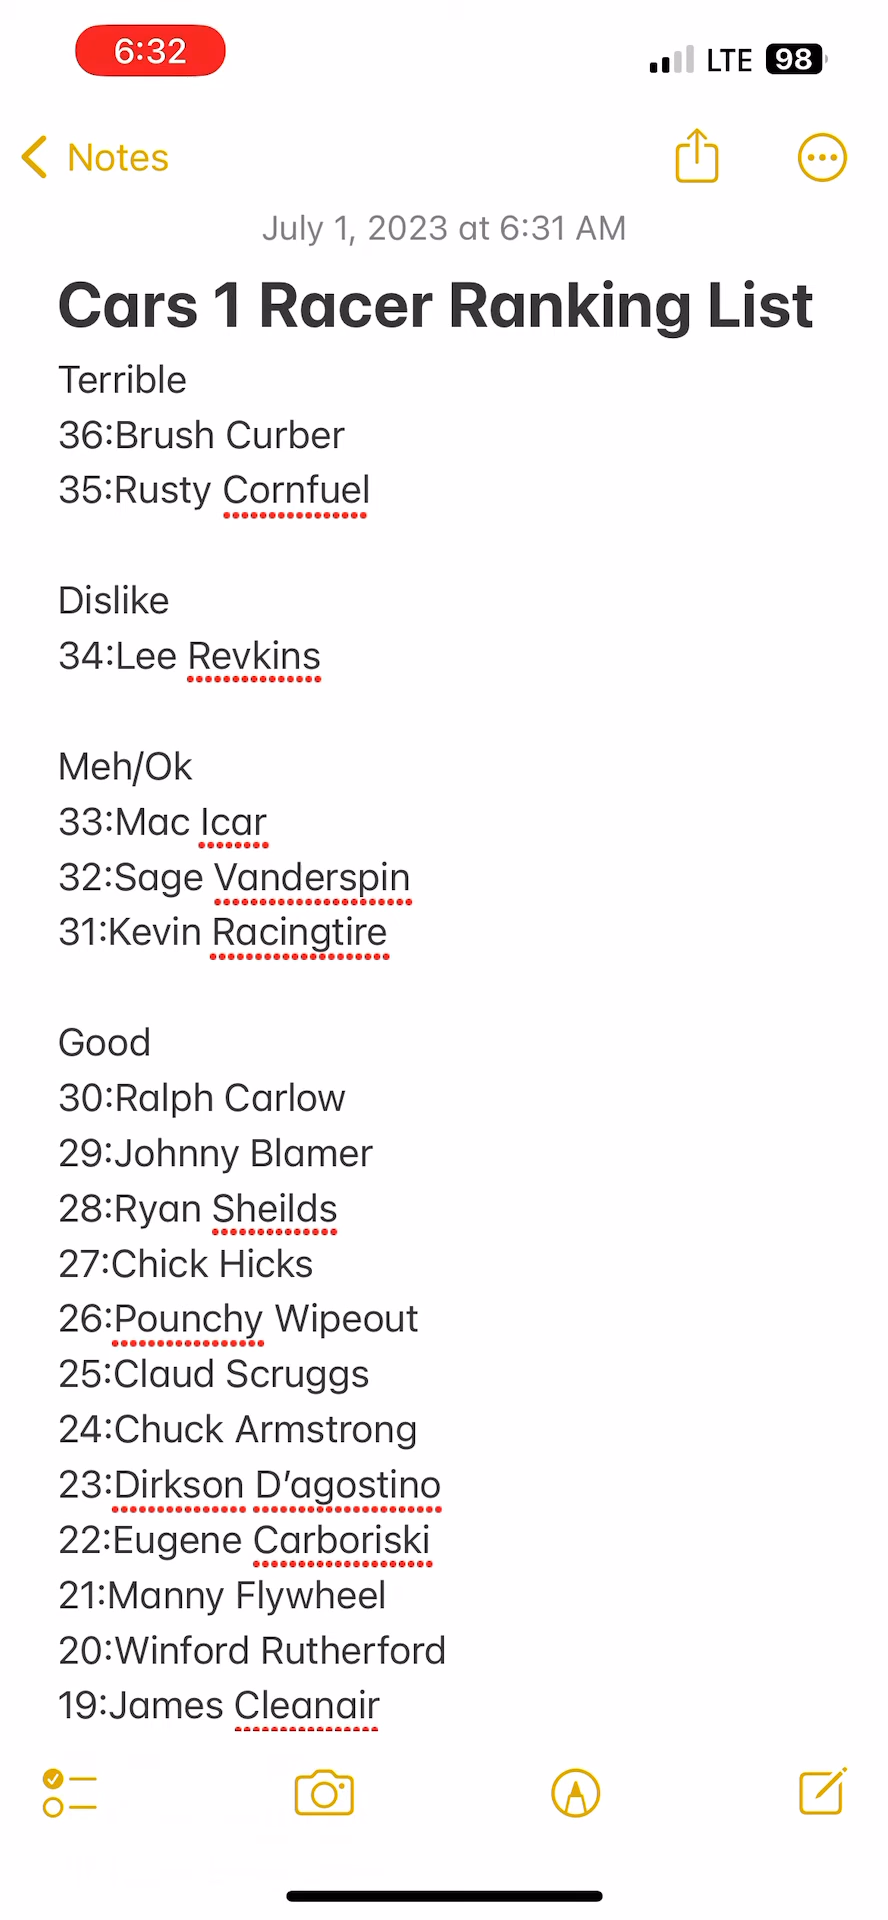 6:32
LTE 98
Notes
July 1, 2023 at 6:31 AM
Cars 1 Racer Ranking List
Terrible
36:Brush Curber
35:Rusty Cornfuel
Dislike
34:Lee Revkins
Meh/Ok
33:Mac Icar
32:Sage Vanderspin
31:Kevin Racingtire
Good
30:Ralph Carlow
29:Johnny Blamer
28:Ryan Sheilds
27:Chick Hicks
26:Pounchy Wipeout
25:Claud Scruggs
24:Chuck Armstrong
23:Dirkson D’agostino
22:Eugene Carboriski
21:Manny Flywheel
20:Winford Rutherford
19:James Cleanair